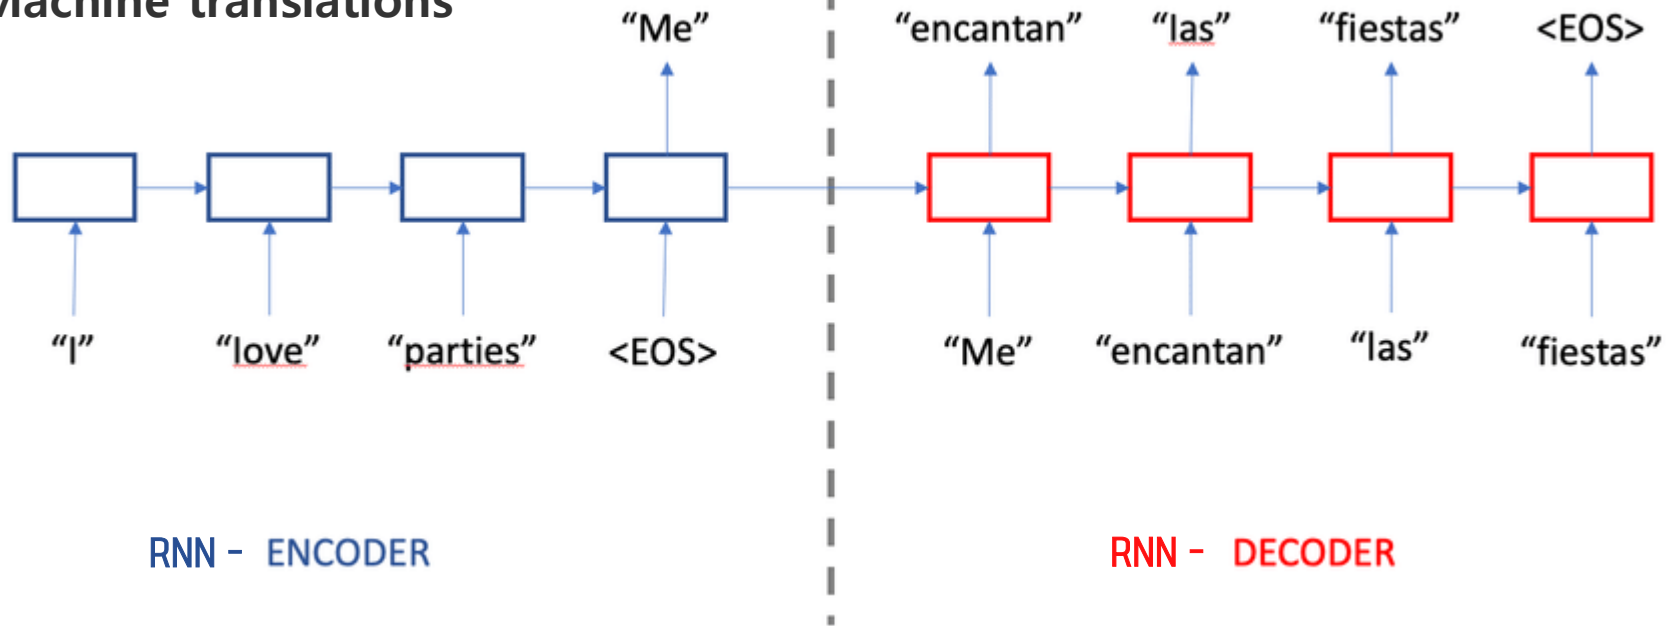 Machine translations
“Me” “encantan” “las” “fiestas” <EOS>
“I” “love” “parties” <EOS> “Me” “encantan” “las” “fiestas”
RNN - ENCODER RNN - DECODER